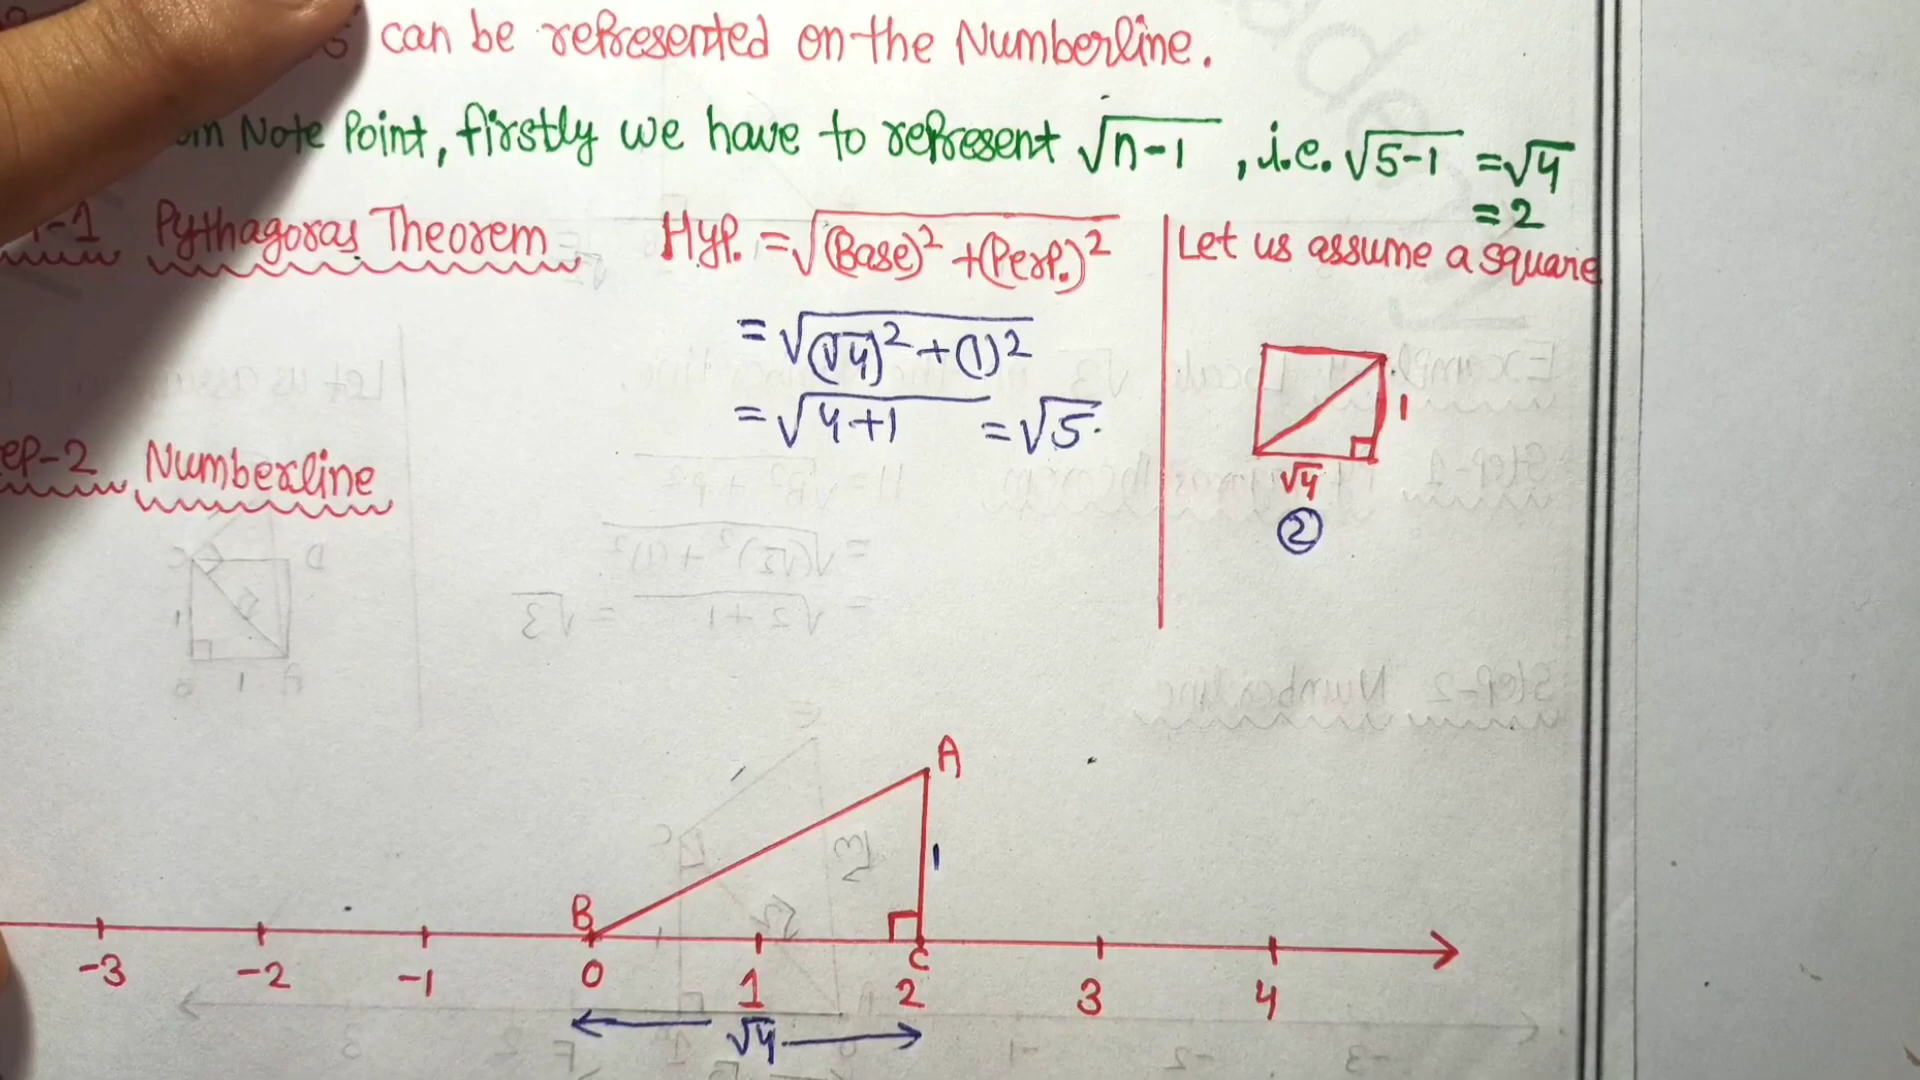 can be represented on the Numberline.
Note Point, firstly we have to represent √n-1 , i.e. √5-1 = √4
= 2
Pythagoras Theorem Hyp. = √(Base)² + (Perp.)²
Let us assume a square
= √(√4)² + (1)²
= √4+1 = √5.
1
√4
2
ep-2 Numberline
A
1
B
C
-3 -2 -1 0 1 2 3 4
√4